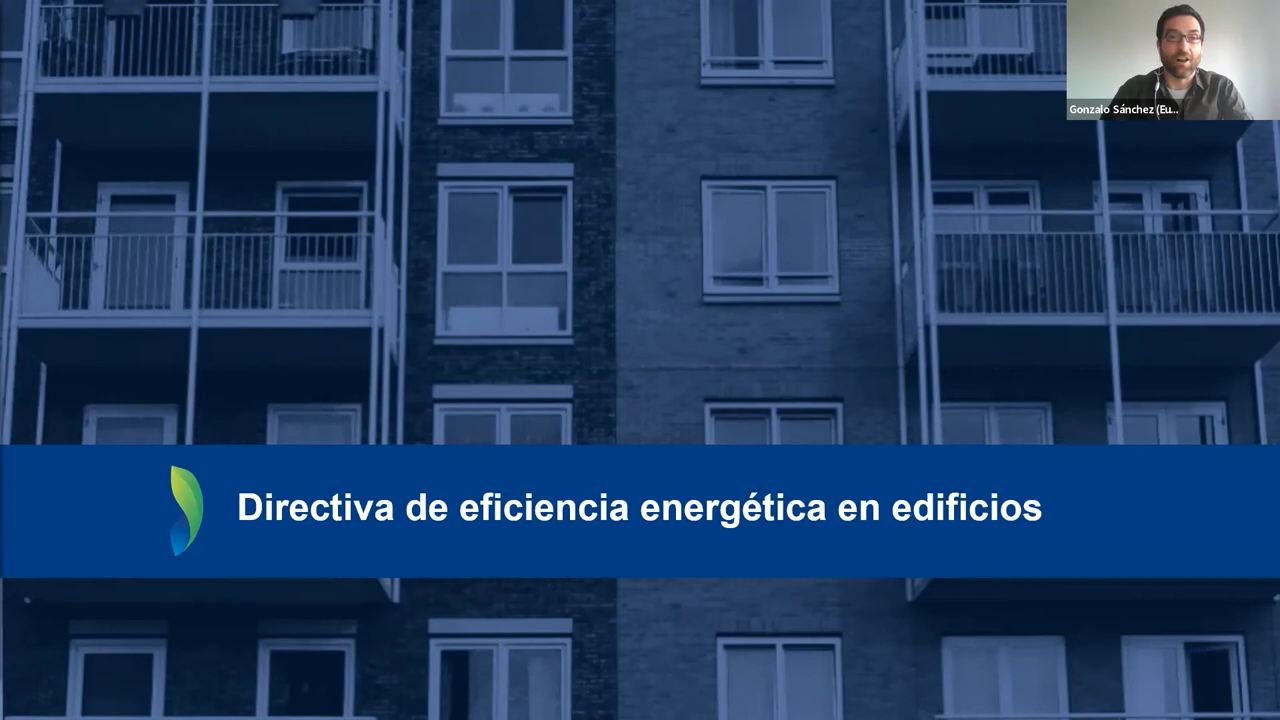 Gonzalo Sánchez (Eu...
Directiva de eficiencia energética en edificios